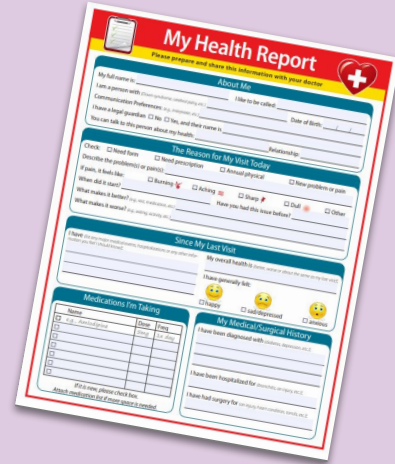 My Health Report
Please prepare and share this information with your doctor
About Me
My full name is
I like to be called:
Date of Birth: / /
I am a person with
Communication Preferences
I have a legal guardian ☐ No ☐ Yes, and their name is
You can talk to this person about my health:
Relationship:
The Reason for My Visit Today
Check: ☐ Need form ☐ Need prescription ☐ Annual physical ☐ New problem or pain
Describe the problem(s) or pain(s):
If pain, it feels like: ☐ Burning ☐ Aching ☐ Sharp ☐ Dull ☐ Other
When did it start?
Have you had this issue before?
What makes it better?
What makes it worse?
Since My Last Visit
I have
My overall health is
I have generally felt
☐ happy ☐ sad/depressed ☐ anxious
Medications I'm Taking
Name Dose Freq
If it is new, please check box.
Attach medication list if more space is needed.
My Medical/Surgical History
I have been diagnosed with
I have been hospitalized for
I have had surgery for